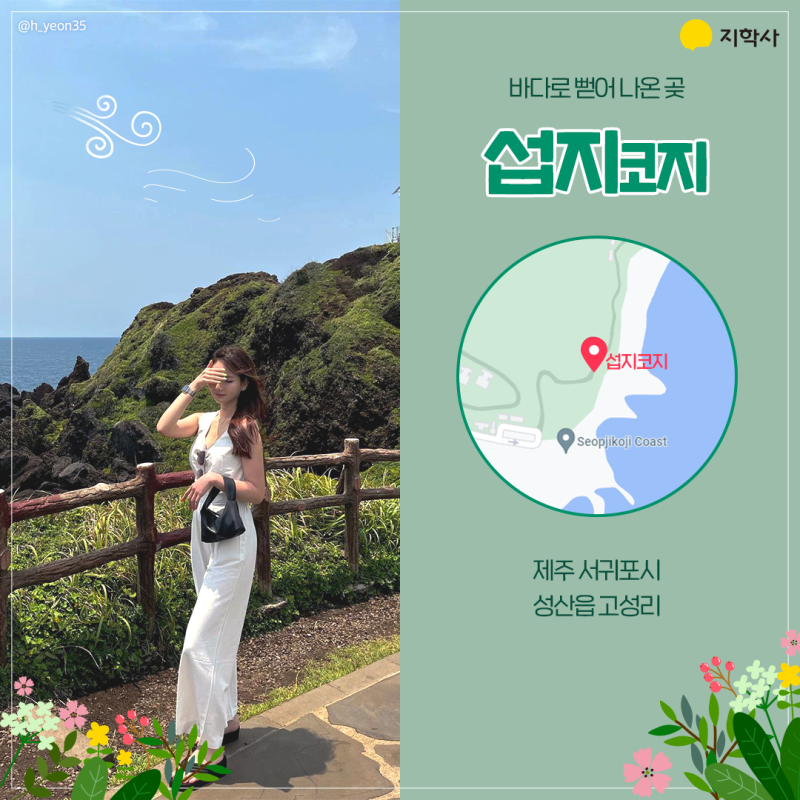 @h_yeon35
지학사
바다로 뻗어 나온 곶
섭지코지
섭지코지
Seopjikoji Coast
제주 서귀포시
성산읍 고성리